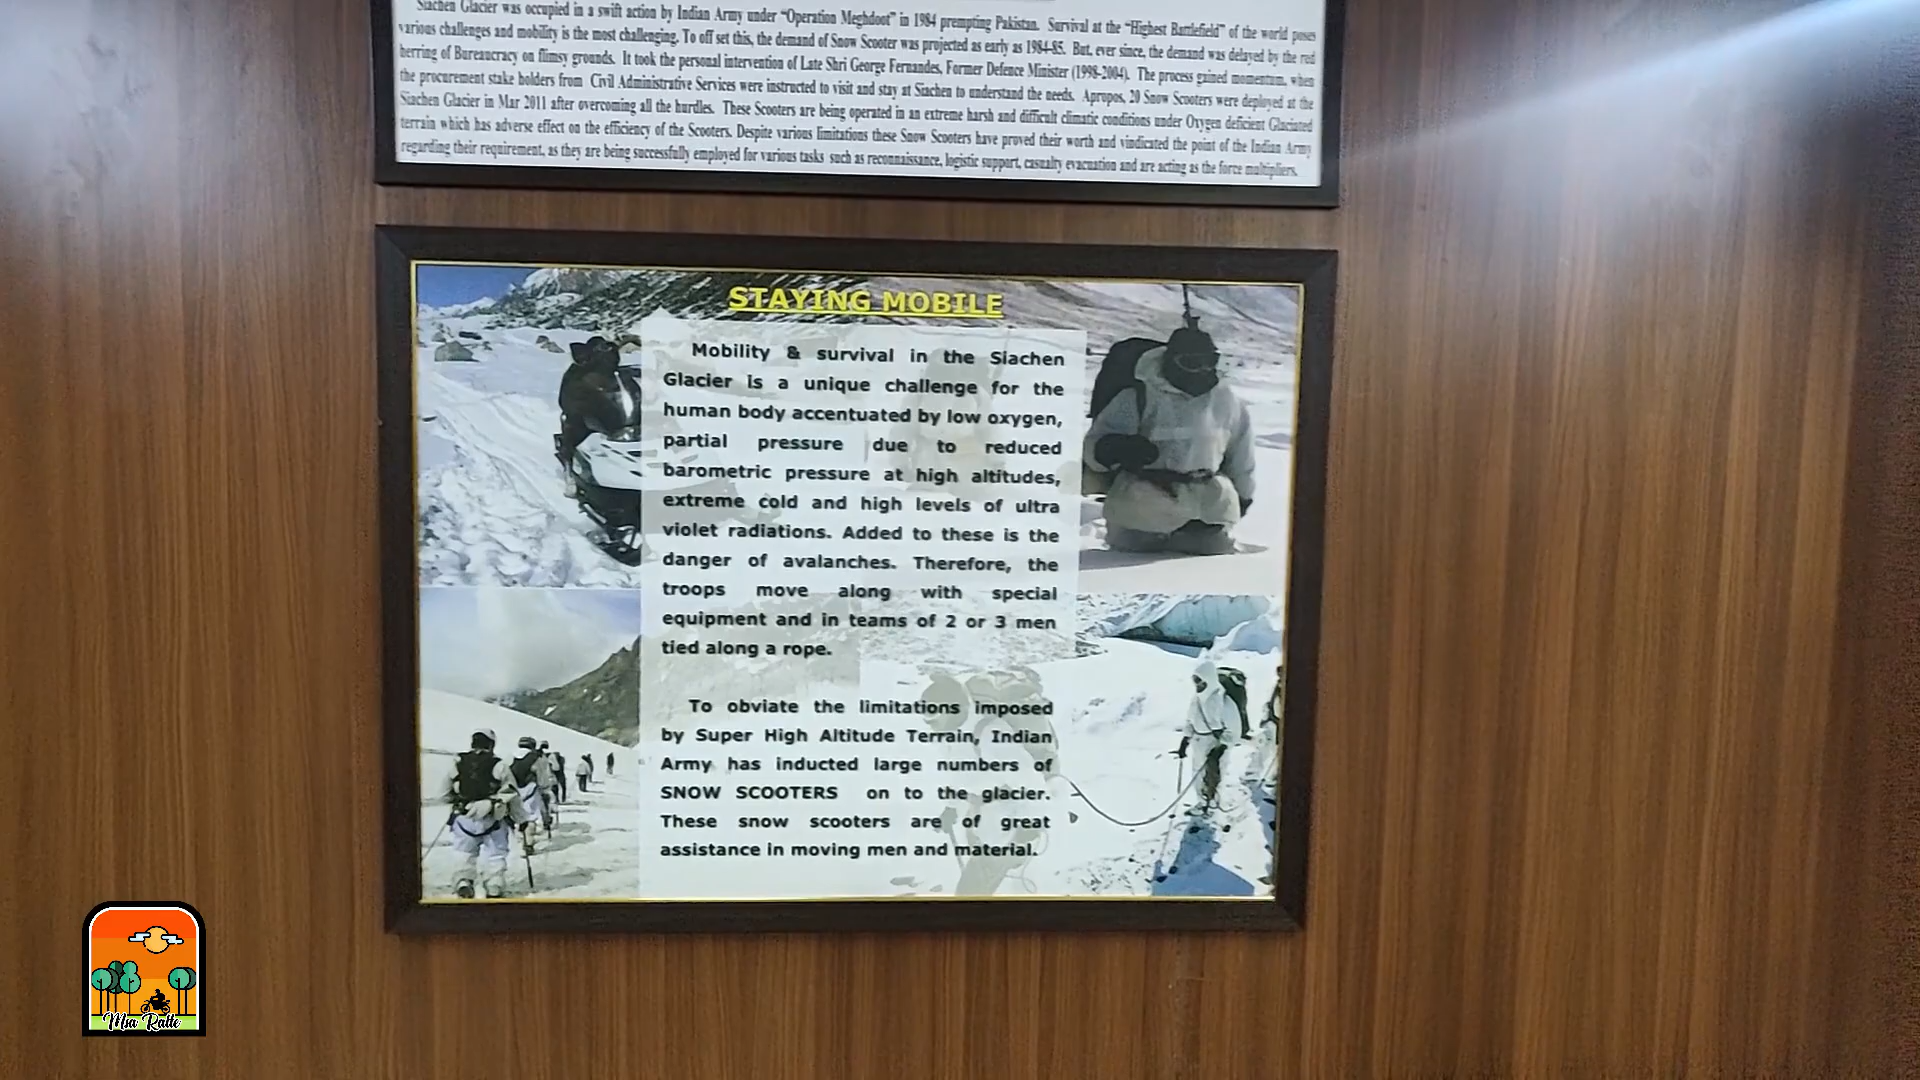 Siachen Glacier was occupied in a swift action by Indian Army under “Operation Meghdoot” in 1984 prempting Pakistan. Survival at the “Highest Battlefield” of the world poses
various challenges and mobility is the most challenging. To off set this, the demand of Snow Scooter was projected as early as 1984-85. But, ever since, the demand was delayed by the red
herring of Bureaucracy on flimsy grounds. It took the personal intervention of Late Shri George Fernandes, Former Defence Minister (1998-2004). The process gained momentum, when
the procurement stake holders from Civil Administrative Services were instructed to visit and stay at Siachen to understand the needs. Apropos, 20 Snow Scooters were deployed at the
Siachen Glacier in Mar 2011 after overcoming all the hurdles. These Scooters are being operated in an extreme harsh and difficult climatic conditions under Oxygen deficient Glaciated
terrain which has adverse effect on the efficiency of the Scooters. Despite various limitations these Snow Scooters have proved their worth and vindicated the point of the Indian Army
regarding their requirement, as they are being successfully employed for various tasks such as reconnaissance, logistic support, casualty evacuation and are acting as the force multipliers.
STAYING MOBILE
Mobility & survival in the Siachen
Glacier is a unique challenge for the
human body accentuated by low oxygen,
partial pressure due to reduced
barometric pressure at high altitudes,
extreme cold and high levels of ultra
violet radiations. Added to these is the
danger of avalanches. Therefore, the
troops move along with special
equipment and in teams of 2 or 3 men
tied along a rope.
To obviate the limitations imposed
by Super High Altitude Terrain, Indian
Army has inducted large numbers of
SNOW SCOOTERS on to the glacier.
These snow scooters are of great
assistance in moving men and material.
Msa Ratte